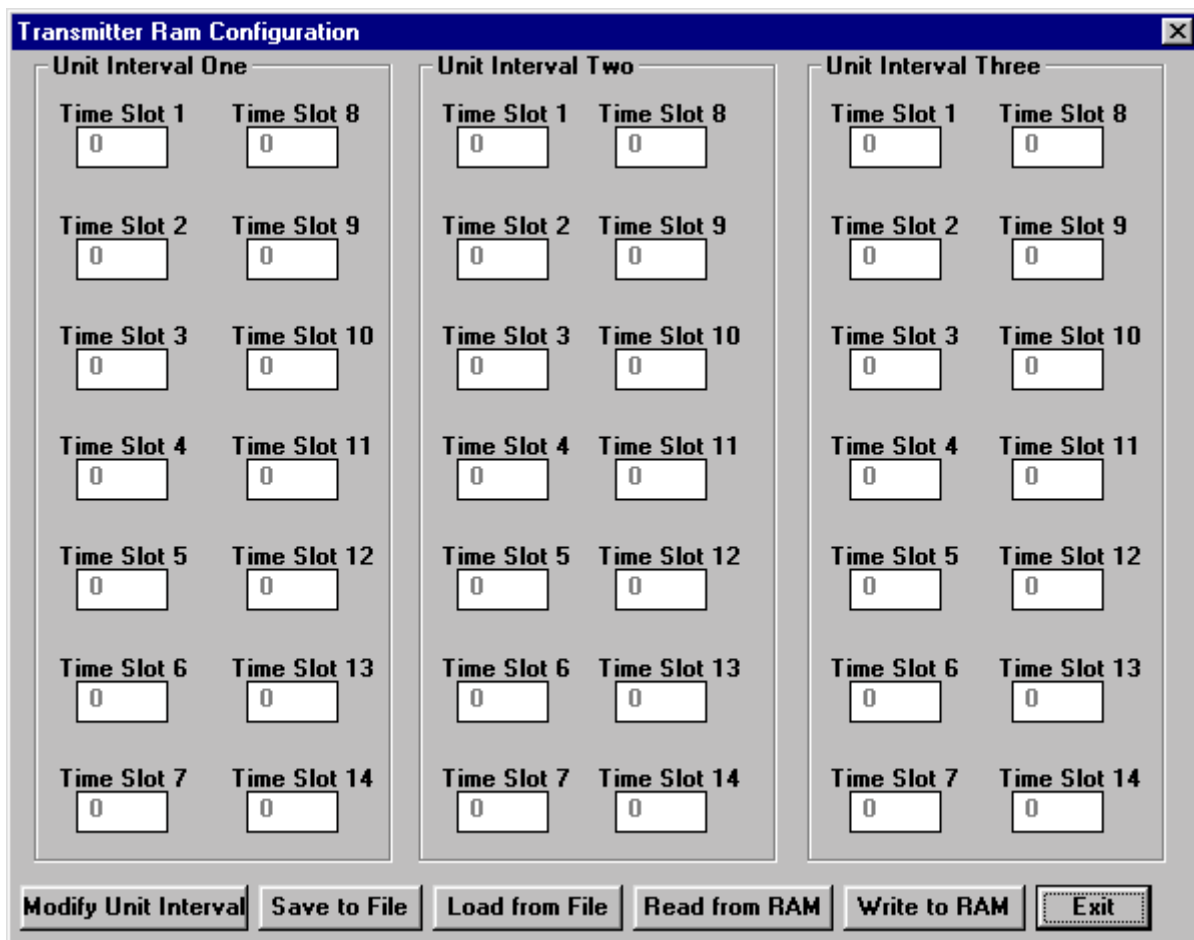 Transmitter Ram Configuration
Unit Interval One
Time Slot 1 Time Slot 8
0 0
Time Slot 2 Time Slot 9
0 0
Time Slot 3 Time Slot 10
0 0
Time Slot 4 Time Slot 11
0 0
Time Slot 5 Time Slot 12
0 0
Time Slot 6 Time Slot 13
0 0
Time Slot 7 Time Slot 14
0 0
Unit Interval Two
Time Slot 1 Time Slot 8
0 0
Time Slot 2 Time Slot 9
0 0
Time Slot 3 Time Slot 10
0 0
Time Slot 4 Time Slot 11
0 0
Time Slot 5 Time Slot 12
0 0
Time Slot 6 Time Slot 13
0 0
Time Slot 7 Time Slot 14
0 0
Unit Interval Three
Time Slot 1 Time Slot 8
0 0
Time Slot 2 Time Slot 9
0 0
Time Slot 3 Time Slot 10
0 0
Time Slot 4 Time Slot 11
0 0
Time Slot 5 Time Slot 12
0 0
Time Slot 6 Time Slot 13
0 0
Time Slot 7 Time Slot 14
0 0
Modify Unit Interval Save to File Load from File Read from RAM Write to RAM Exit